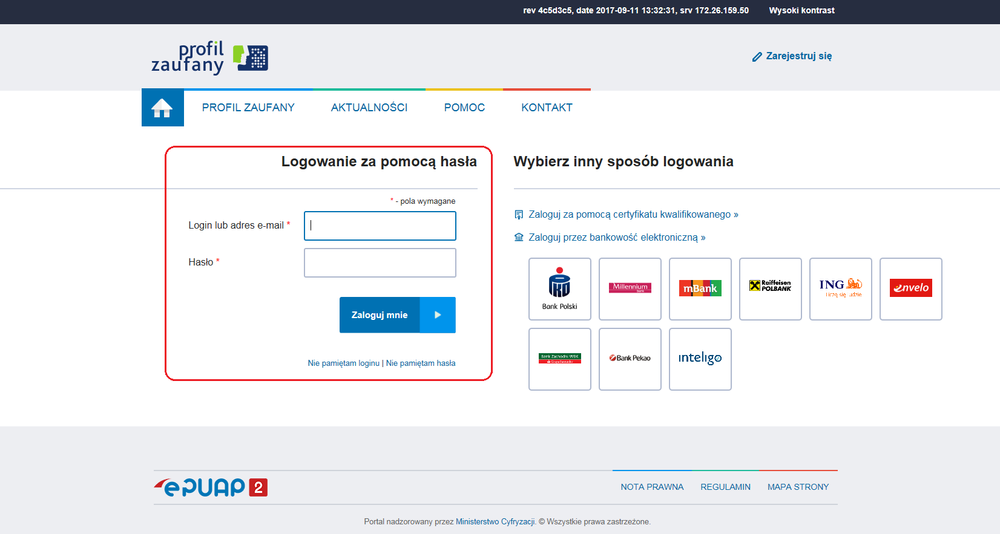 rev 4c5d3c5, date 2017-09-11 13:32:31, srv 172.26.159.50 Wysoki kontrast
profil
zaufany
Zarejestruj się
PROFIL ZAUFANY AKTUALNOŚCI POMOC KONTAKT
Logowanie za pomocą hasła
* - pola wymagane
Login lub adres e-mail *
Hasło *
Zaloguj mnie
Nie pamiętam loginu | Nie pamiętam hasła
Wybierz inny sposób logowania
Zaloguj za pomocą certyfikatu kwalifikowanego »
Zaloguj przez bankowość elektroniczną »
PKO
Bank Polski
Millennium
bank
mBank
Raiffeisen
POLBANK
ING
Liczą się ludzie
envelo
Bank Zachodni WBK
Grupa Santander
Bank Pekao
inteligo
ePUAP 2
NOTA PRAWNA REGULAMIN MAPA STRONY
Portal nadzorowany przez Ministerstwo Cyfryzacji. © Wszystkie prawa zastrzeżone.